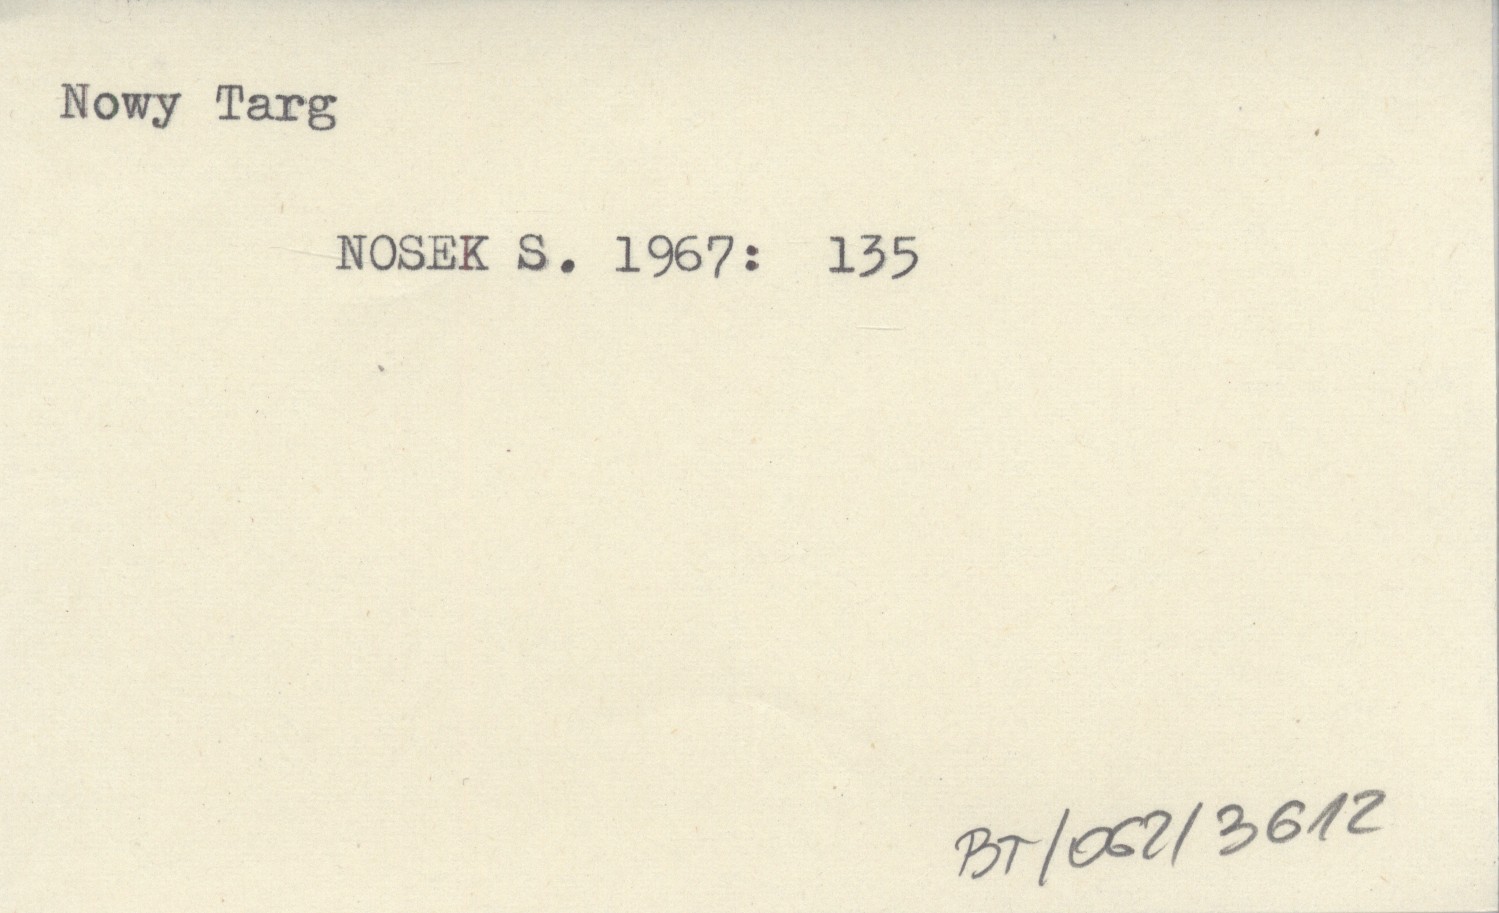 Nowy Targ
NOSEK S. 1967: 135
BT/062/3612